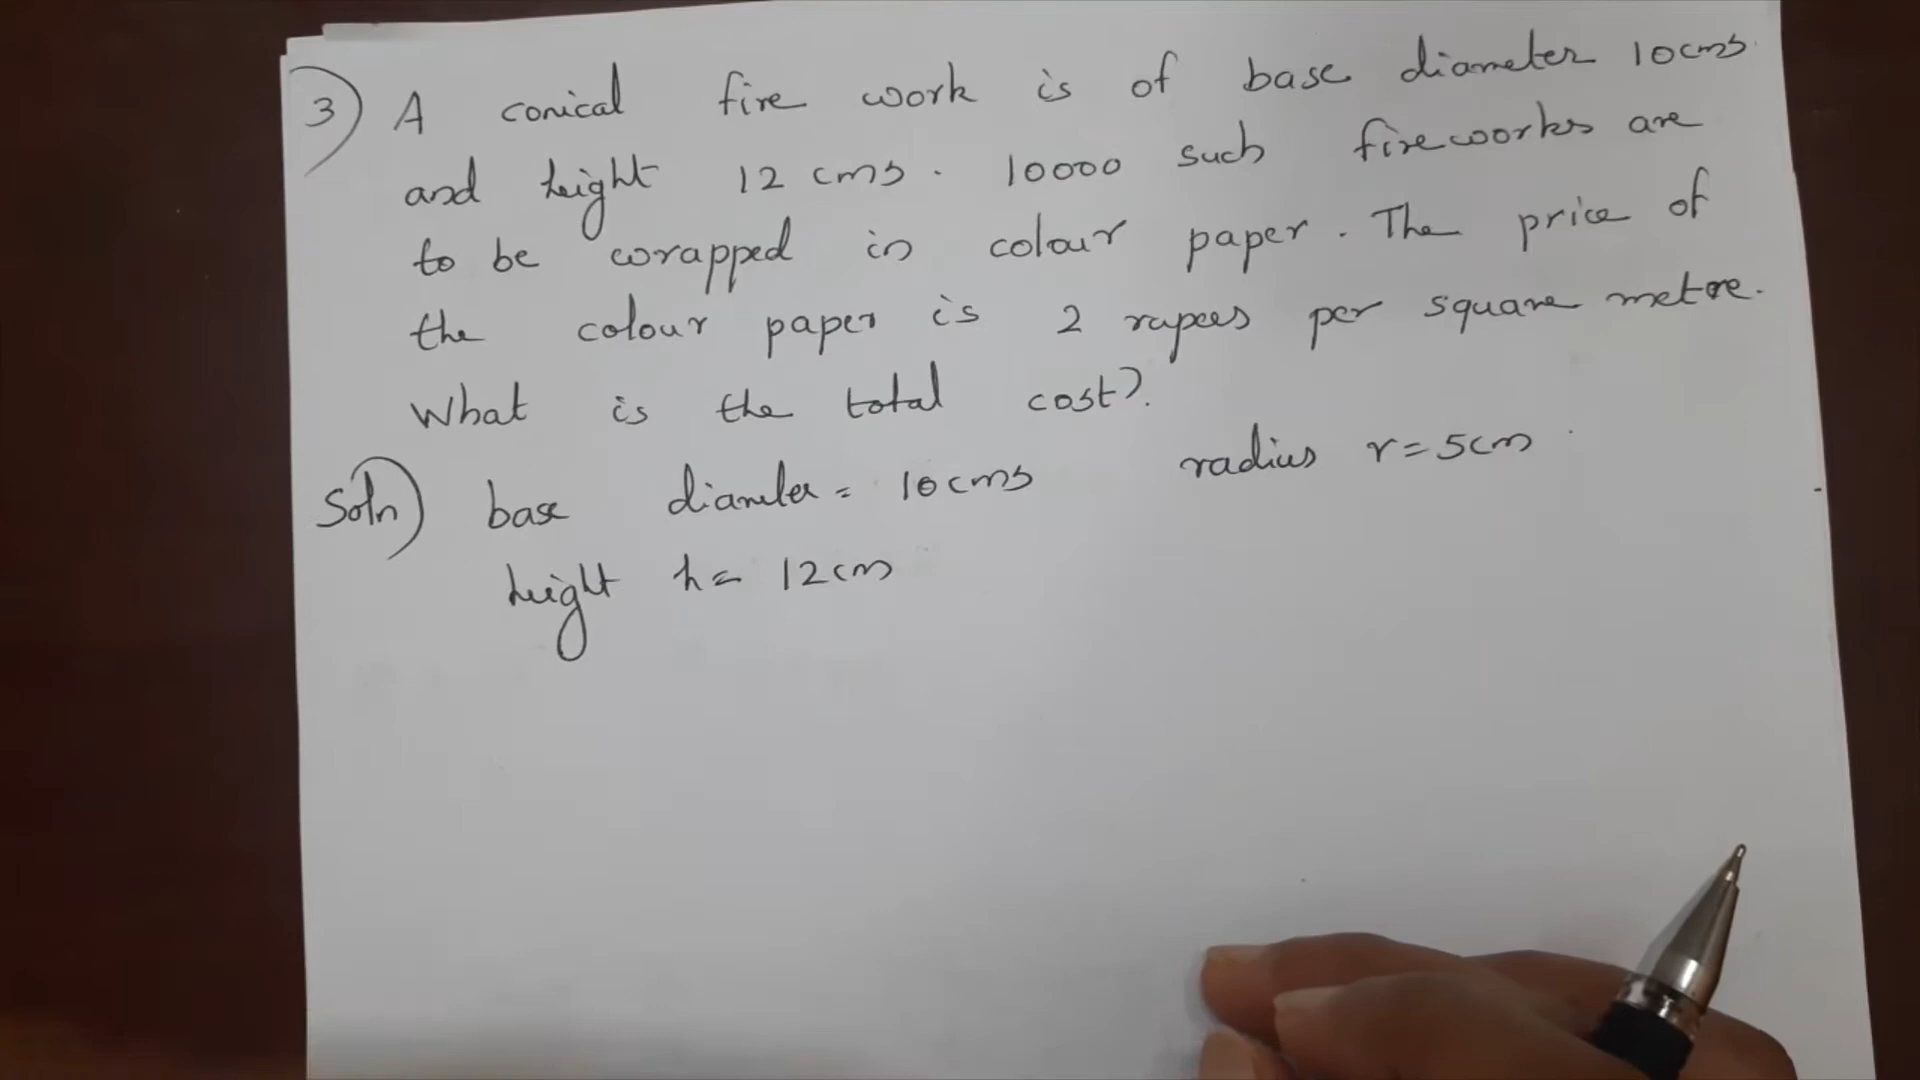 3) A conical fire work is of base diameter 10cms
and height 12 cms. 10000 such fireworks are
to be wrapped in colour paper. The price of
the colour paper is 2 rupees per square metre.
What is the total cost?
Soln) base diameter = 10cms radius r=5cm
height h= 12cm